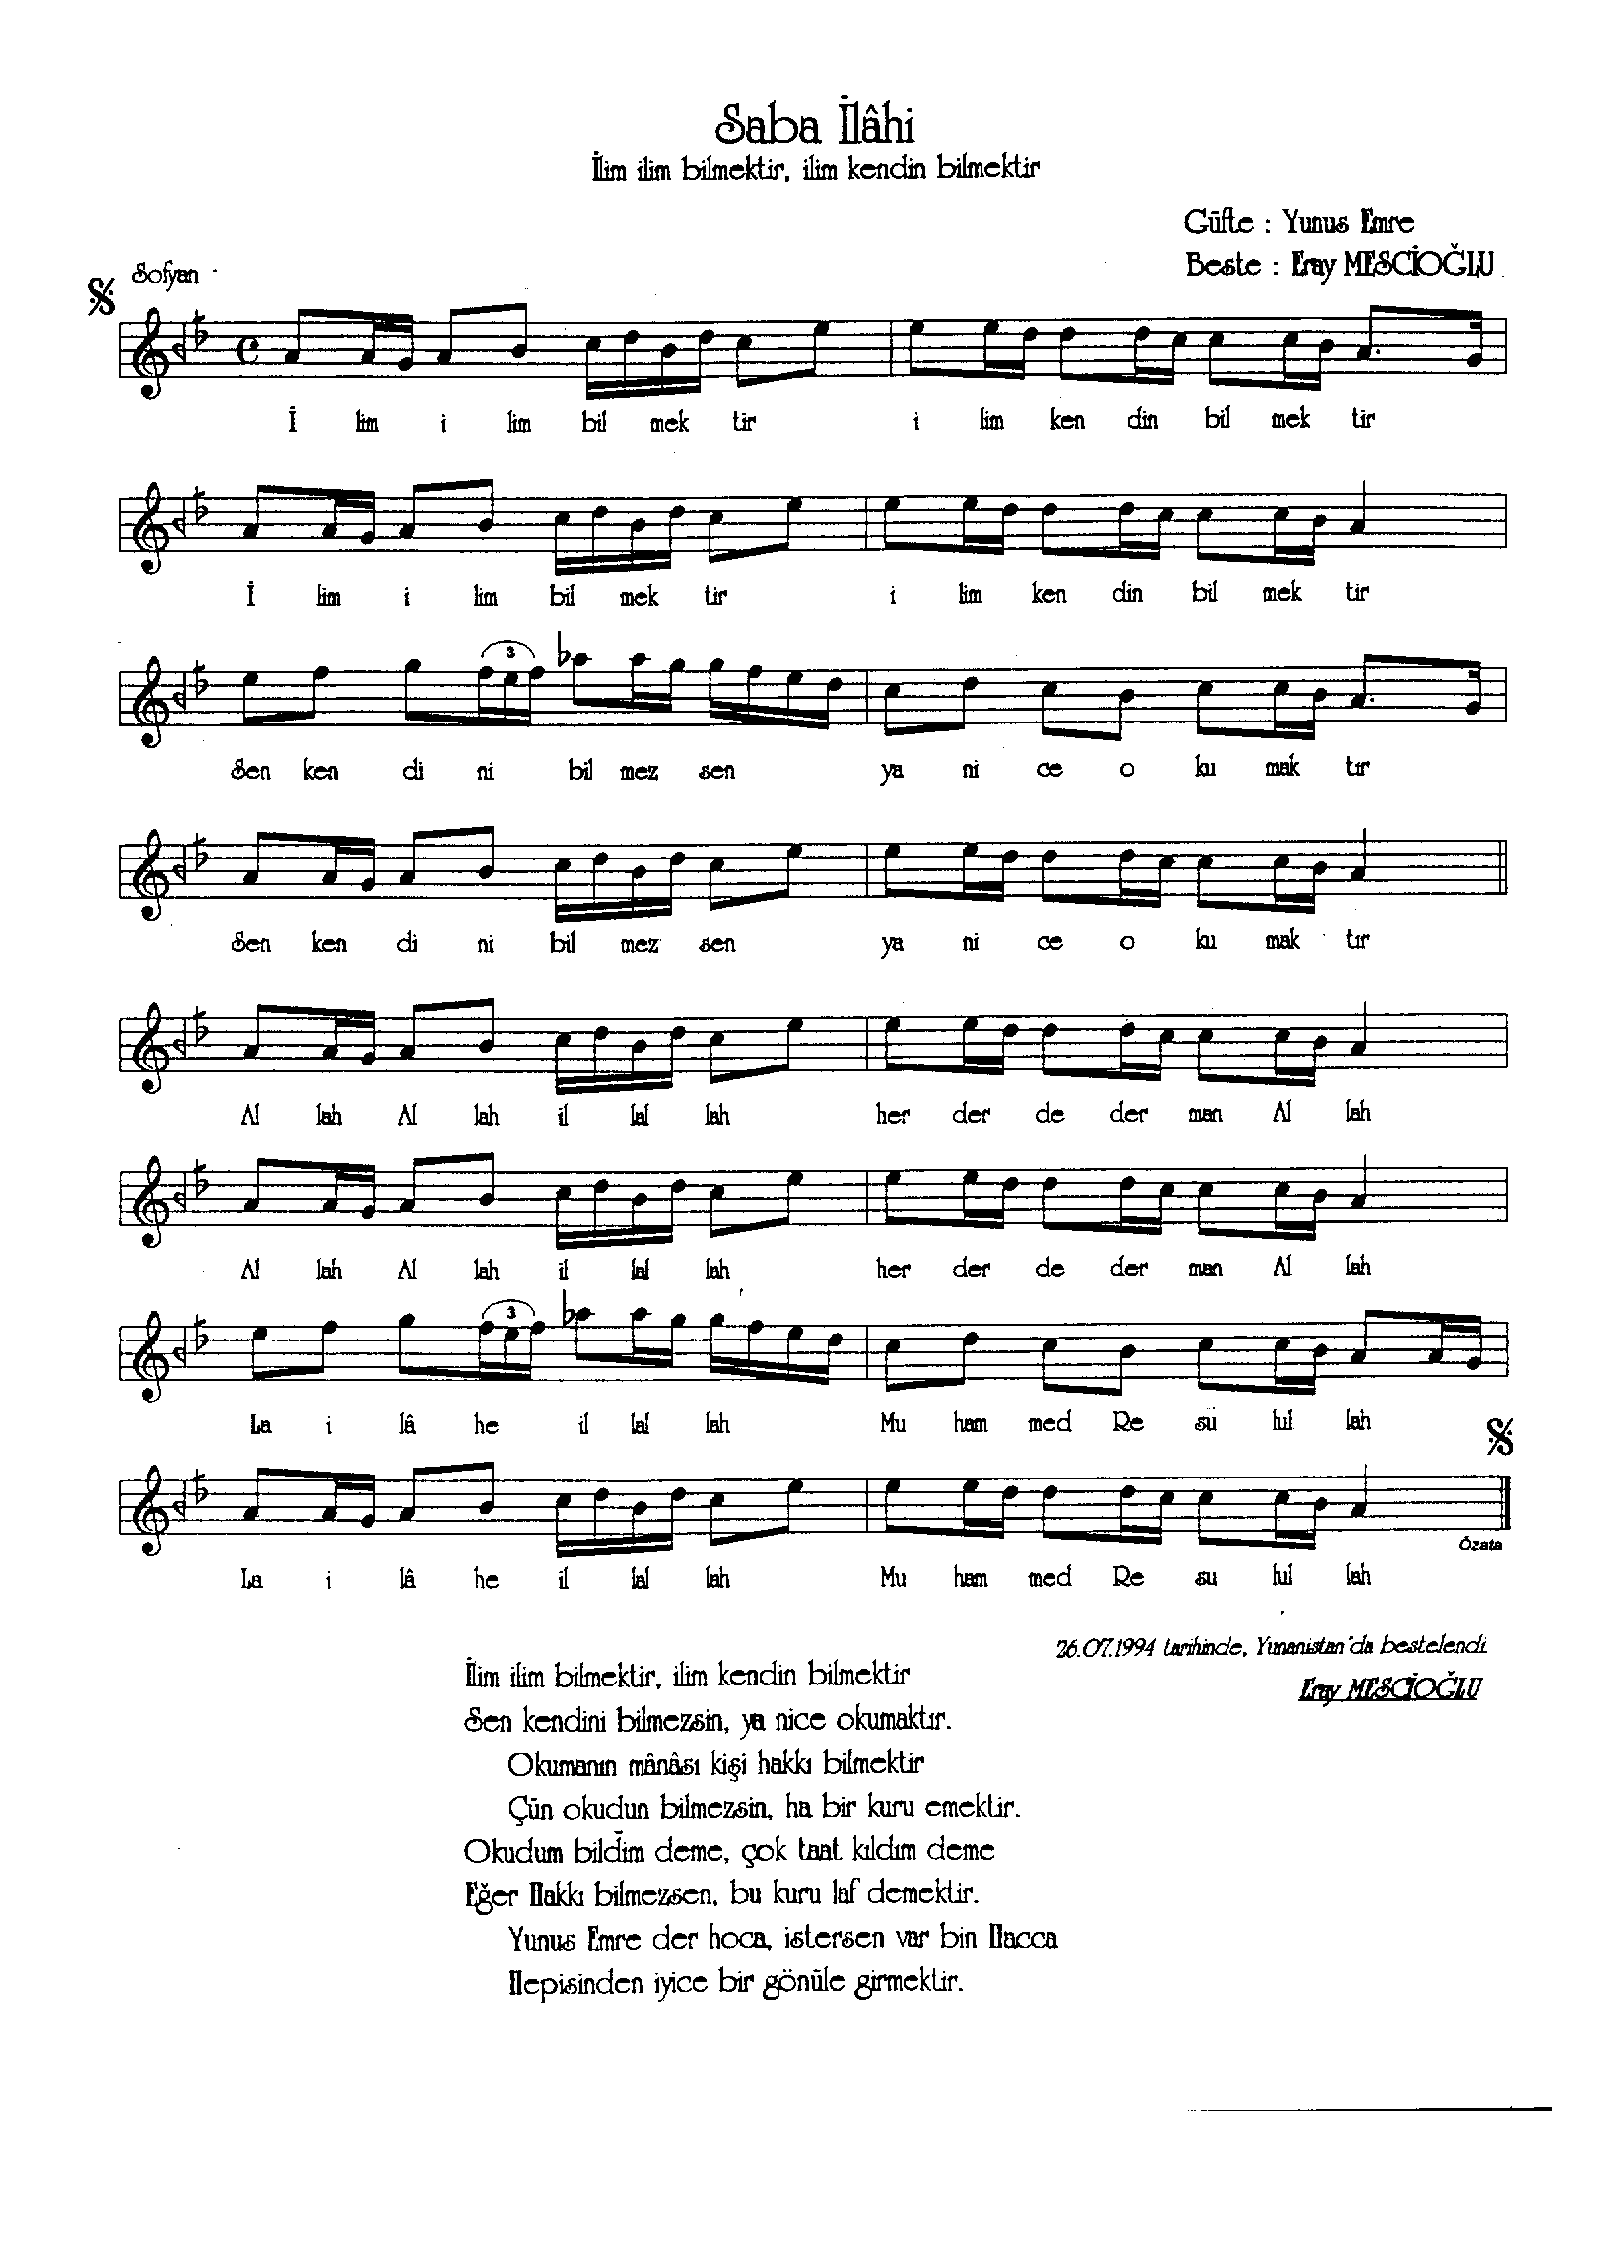 Saba İlâhi
İlim ilim bilmektir, ilim kendin bilmektir
Güfte : Yunus Emre
Sofyan
Beste : Eray MESCİOĞLU
İ lim i lim bil mek tir i lim ken din bil mek tir
İ lim i lim bil mek tir i lim ken din bil mek tir
3
Sen ken di ni bil mez sen ya ni ce o ku mak tır
Sen ken di ni bil mez sen ya ni ce o ku mak tır
Al lah Al lah il lal lah her der de der man Al lah
Al lah Al lah il lal lah her der de der man Al lah
3
La i lâ he il lal lah Mu ham med Re sü lul lah
Özata
La i lâ he il lal lah Mu ham med Re su lul lah
26.07.1994 tarihinde, Yunanistan'da bestelendi
Eray MESCİOĞLU
İlim ilim bilmektir, ilim kendin bilmektir
Sen kendini bilmezsin, ya nice okumaktır.
Okumanın mânâsı kişi hakkı bilmektir
Çün okudun bilmezsin, ha bir kuru emektir.
Okudum bildim deme, çok taat kıldım deme
Eğer Hakkı bilmezsen, bu kuru laf demektir.
Yunus Emre der hoca, istersen var bin Hacca
Hepisinden iyice bir gönüle girmektir.